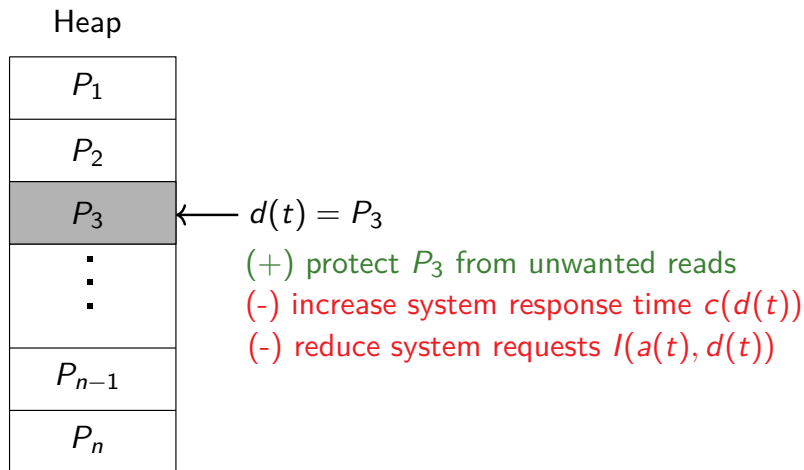 Heap
P_1
P_2
P_3
d(t) = P_3
(+) protect P_3 from unwanted reads
(-) increase system response time c(d(t))
(-) reduce system requests I(a(t), d(t))
⋮
P_{n−1}
P_n